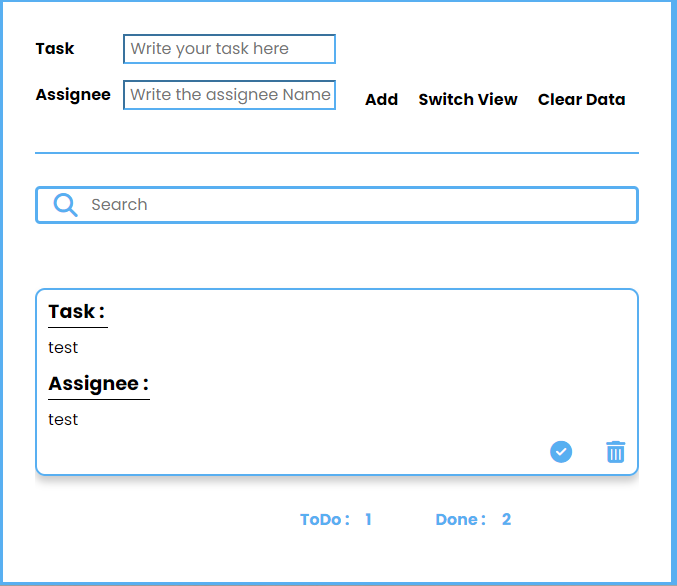 Task Write your task here
Assignee Write the assignee Name Add Switch View Clear Data
Search
Task :
test
Assignee :
test
ToDo : 1 Done : 2